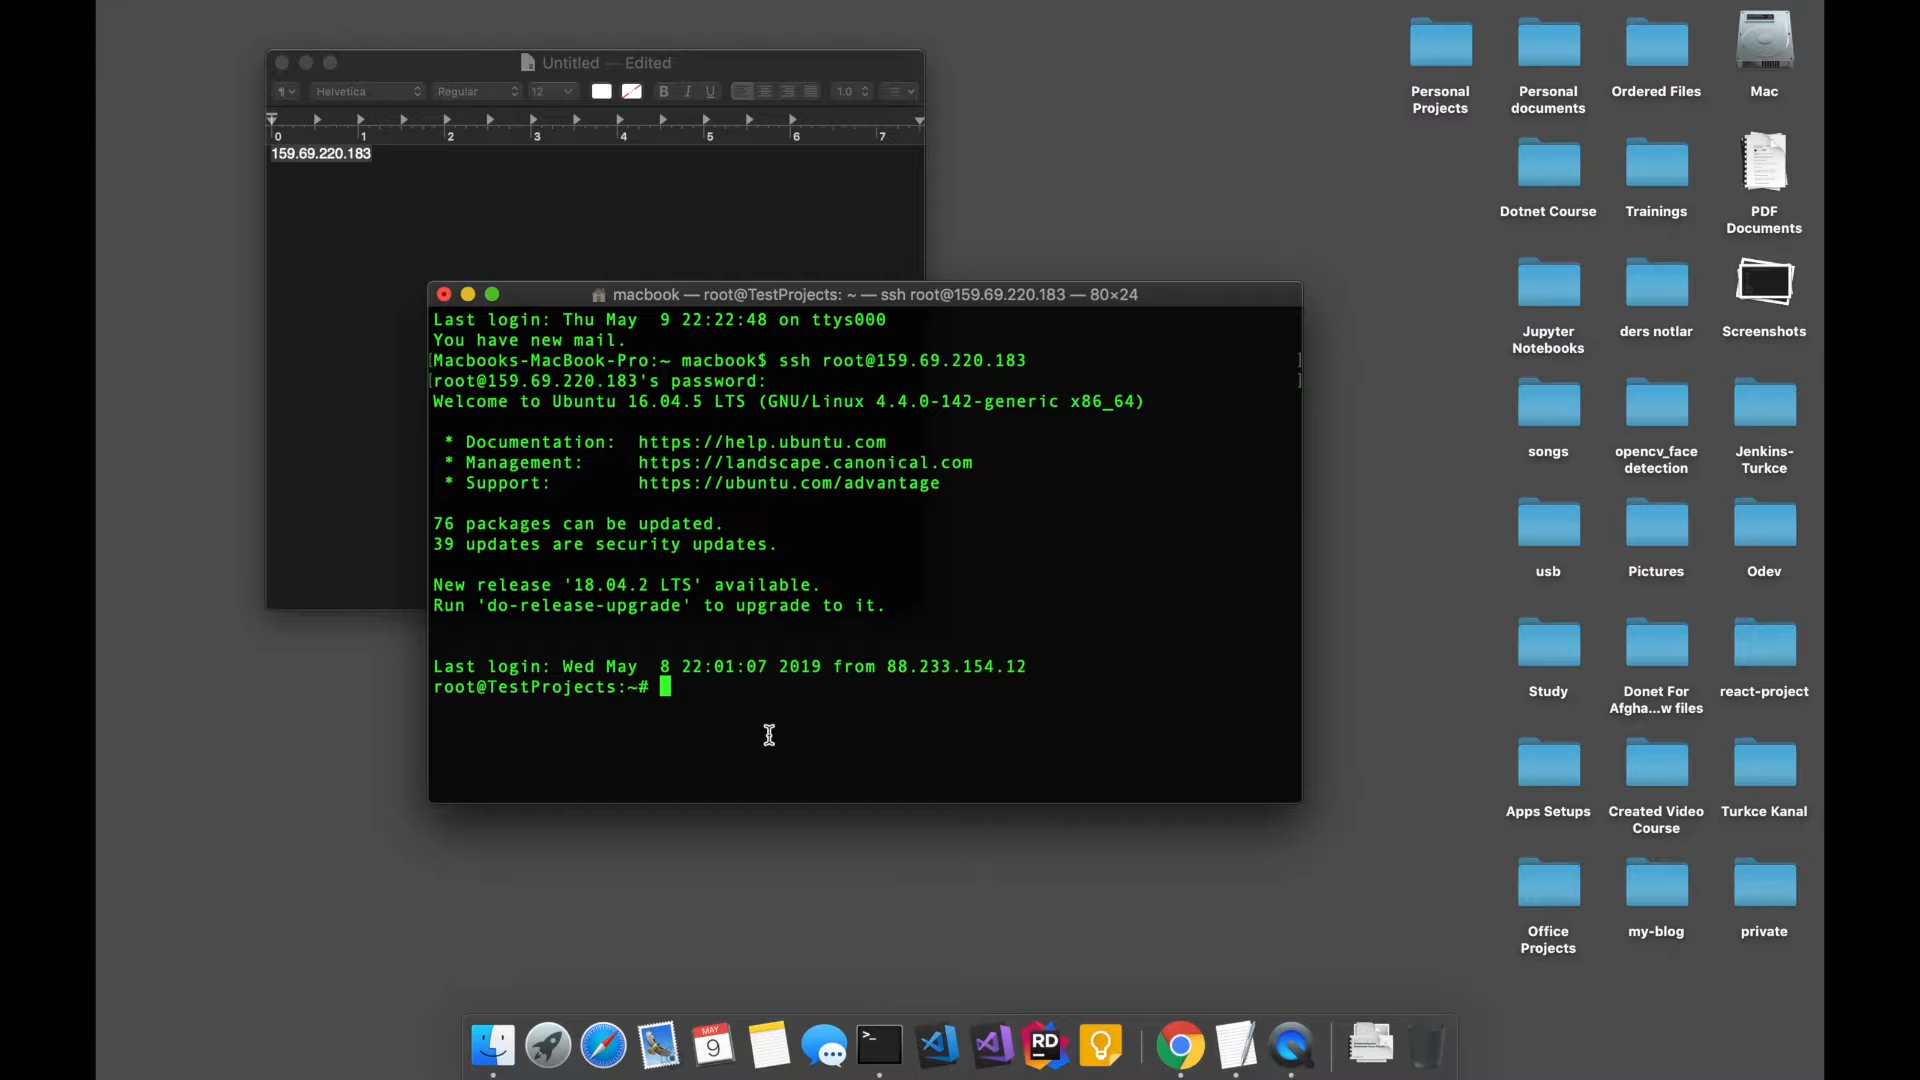 Untitled — Edited
Helvetica
Regular
12
B I U
1.0
0 1 2 3 4 5 6 7
159.69.220.183
macbook — root@TestProjects: ~ — ssh root@159.69.220.183 — 80×24
Last login: Thu May  9 22:22:48 on ttys000
You have new mail.
[Macbooks-MacBook-Pro:~ macbook$ ssh root@159.69.220.183 ]
[root@159.69.220.183's password: ]
Welcome to Ubuntu 16.04.5 LTS (GNU/Linux 4.4.0-142-generic x86_64)
* Documentation:  https://help.ubuntu.com
* Management:     https://landscape.canonical.com
* Support:        https://ubuntu.com/advantage
76 packages can be updated.
39 updates are security updates.
New release '18.04.2 LTS' available.
Run 'do-release-upgrade' to upgrade to it.
Last login: Wed May  8 22:01:07 2019 from 88.233.154.12
root@TestProjects:~#
Personal
Projects
Personal
documents
Ordered Files
Mac
Dotnet Course
Trainings
PDF
Documents
Jupyter
Notebooks
ders notlar
Screenshots
songs
opencv_face
detection
Jenkins-
Turkce
usb
Pictures
Odev
Study
Donet For
Afgha...w files
react-project
Apps Setups
Created Video
Course
Turkce Kanal
Office
Projects
my-blog
private
MAY
9
>_
RD